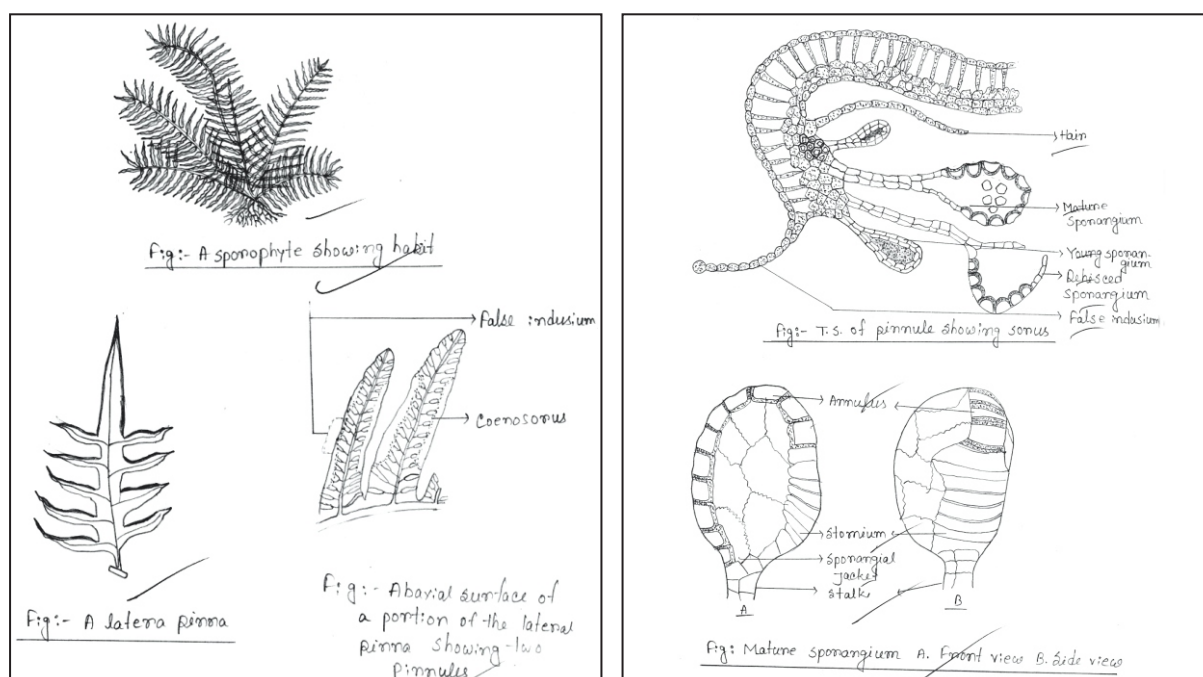 Fig:- A sporophyte showing habit
False indusium
Coenosorus
Fig:- A latera pinna
Fig:- Abaxial surface of
a portion of the lateral
pinna showing two
pinnules
Hair
Mature
Sporangium
Young sporan-
gium
Dehisced
Sporangium
False indusium
Fig:- T.S. of pinnule showing sorus
Annulus
Stomium
Sporangial
jacket
Stalk
A
B
Fig: Mature sporangium A. Front view B. Side view